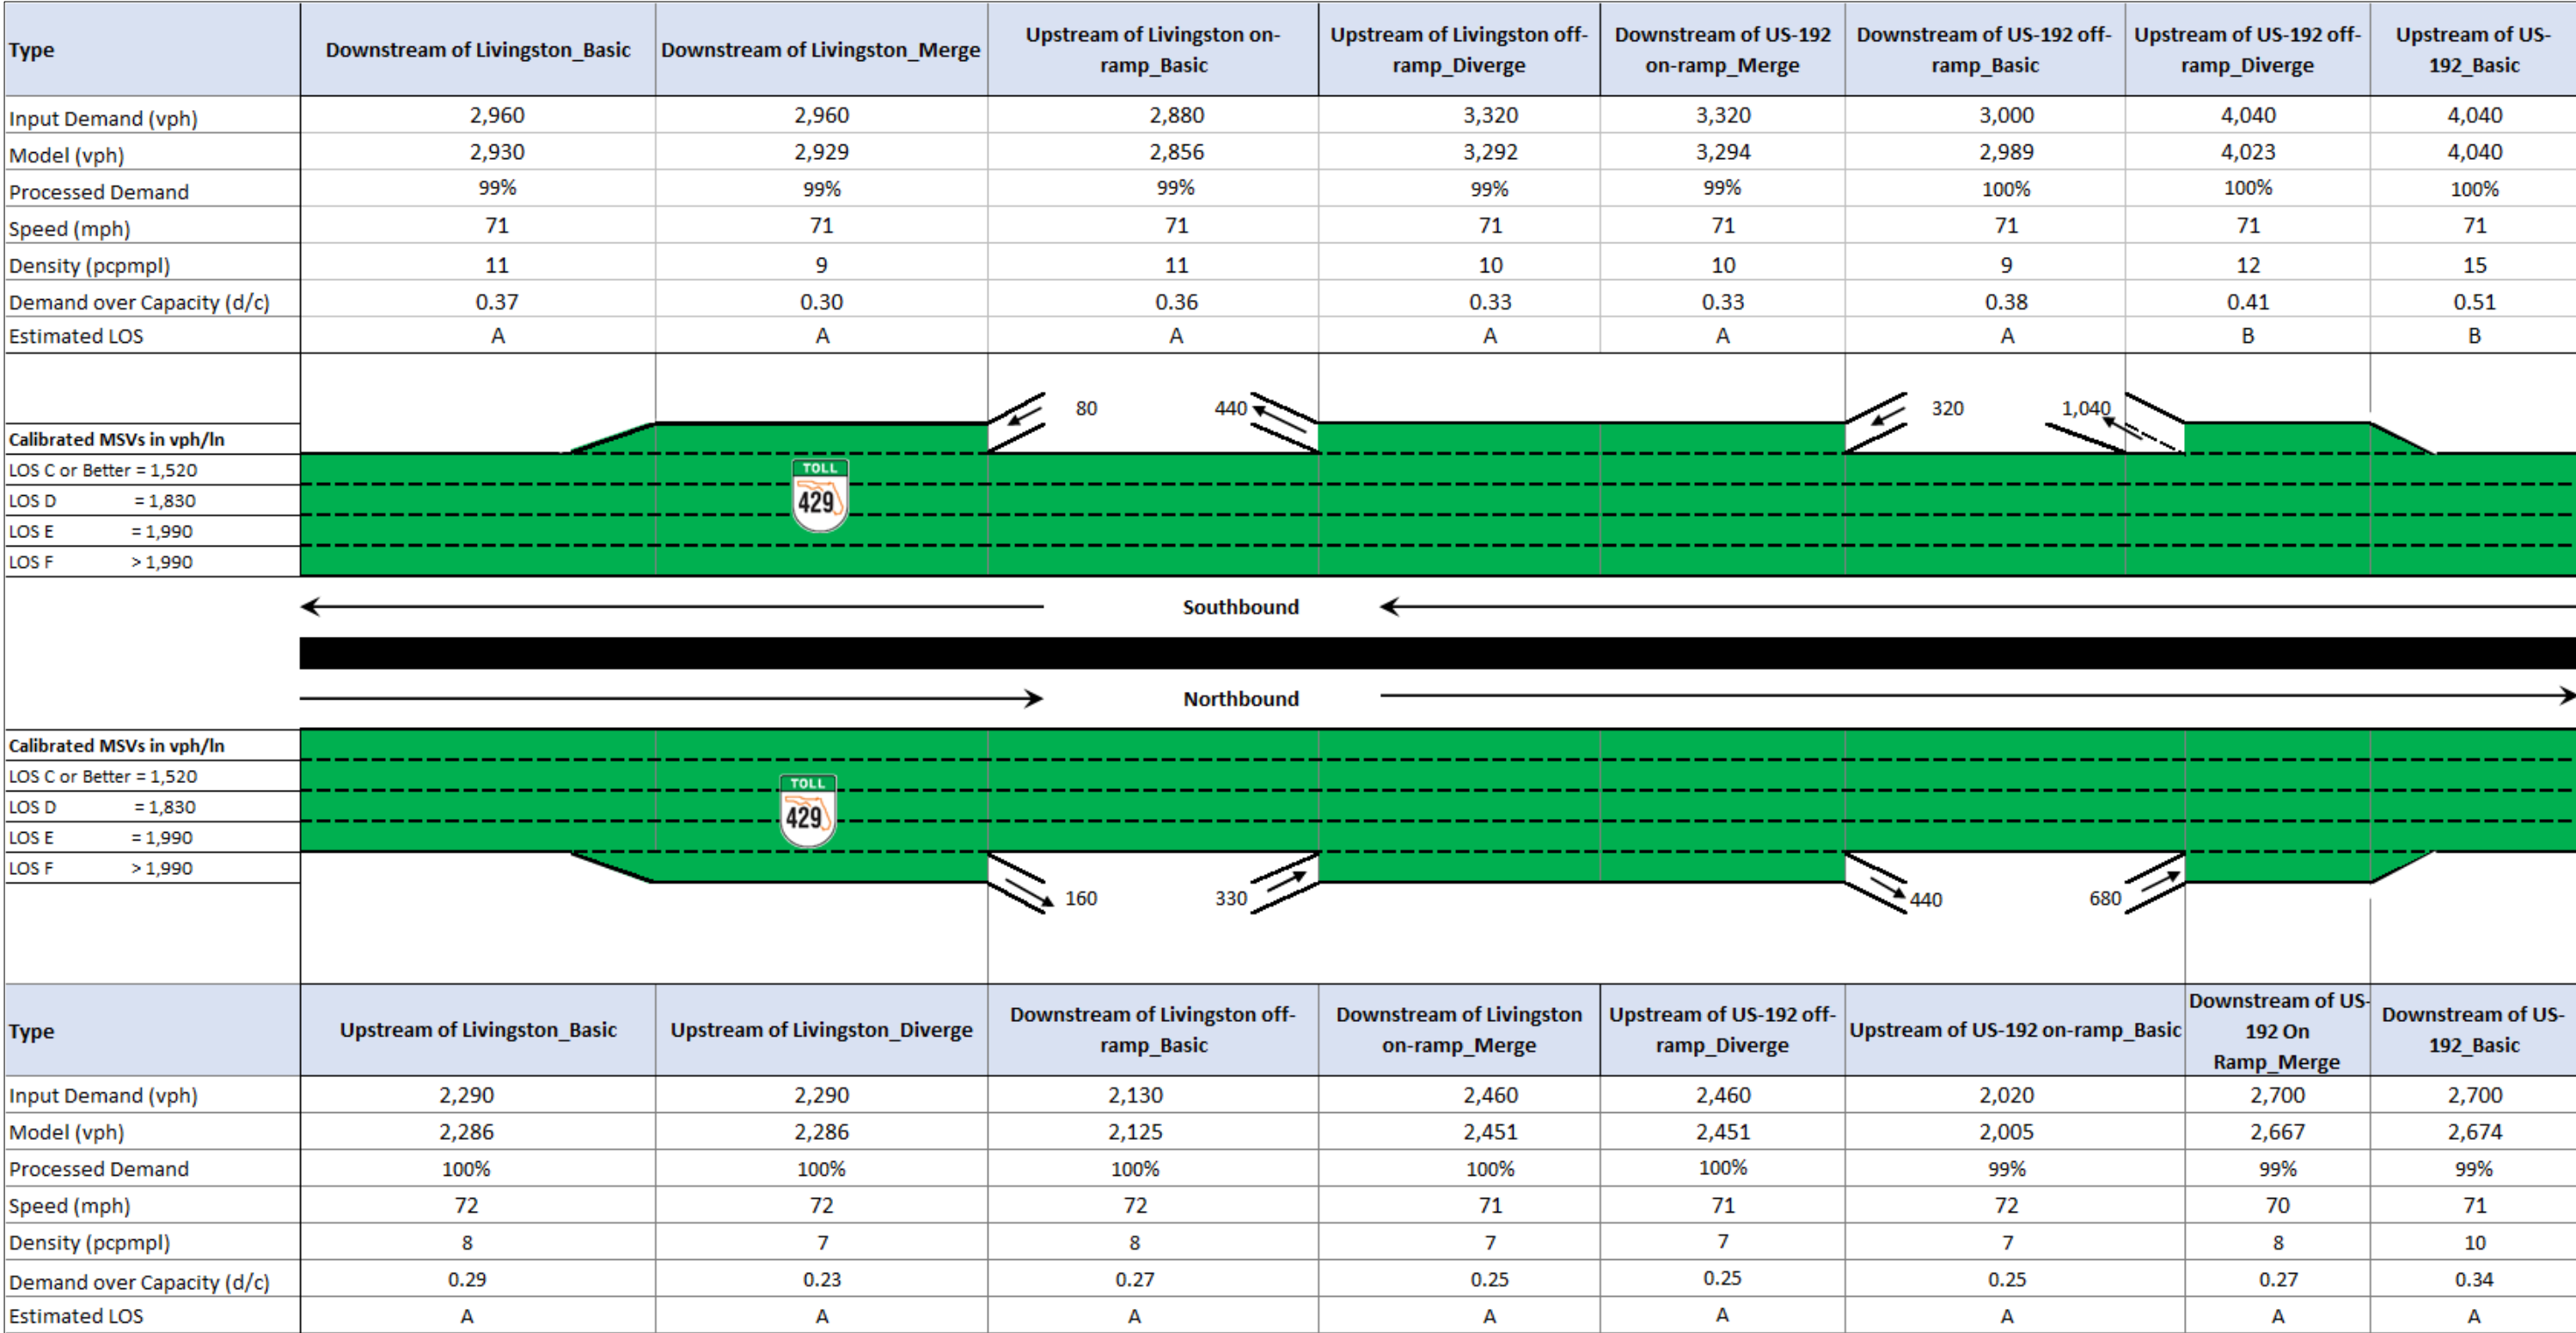 Type Downstream of Livingston_Basic Downstream of Livingston_Merge Upstream of Livingston on-ramp_Basic Upstream of Livingston off-ramp_Diverge Downstream of US-192 on-ramp_Merge Downstream of US-192 off-ramp_Basic Upstream of US-192 off-ramp_Diverge Upstream of US-192_Basic
Input Demand (vph) 2,960 2,960 2,880 3,320 3,320 3,000 4,040 4,040
Model (vph) 2,930 2,929 2,856 3,292 3,294 2,989 4,023 4,040
Processed Demand 99% 99% 99% 99% 99% 100% 100% 100%
Speed (mph) 71 71 71 71 71 71 71 71
Density (pcpmpl) 11 9 11 10 10 9 12 15
Demand over Capacity (d/c) 0.37 0.30 0.36 0.33 0.33 0.38 0.41 0.51
Estimated LOS A A A A A A B B
80 440 320 1,040
Calibrated MSVs in vph/ln
LOS C or Better = 1,520
TOLL
LOS D = 1,830
429
LOS E = 1,990
LOS F > 1,990
Southbound
Northbound
Calibrated MSVs in vph/ln
LOS C or Better = 1,520
TOLL
LOS D = 1,830
429
LOS E = 1,990
LOS F > 1,990
160 330 440 680
Type Upstream of Livingston_Basic Upstream of Livingston_Diverge Downstream of Livingston off-ramp_Basic Downstream of Livingston on-ramp_Merge Upstream of US-192 off-ramp_Diverge Upstream of US-192 on-ramp_Basic Downstream of US-192 On Ramp_Merge Downstream of US-192_Basic
Input Demand (vph) 2,290 2,290 2,130 2,460 2,460 2,020 2,700 2,700
Model (vph) 2,286 2,286 2,125 2,451 2,451 2,005 2,667 2,674
Processed Demand 100% 100% 100% 100% 100% 99% 99% 99%
Speed (mph) 72 72 72 71 71 72 70 71
Density (pcpmpl) 8 7 8 7 7 7 8 10
Demand over Capacity (d/c) 0.29 0.23 0.27 0.25 0.25 0.25 0.27 0.34
Estimated LOS A A A A A A A A